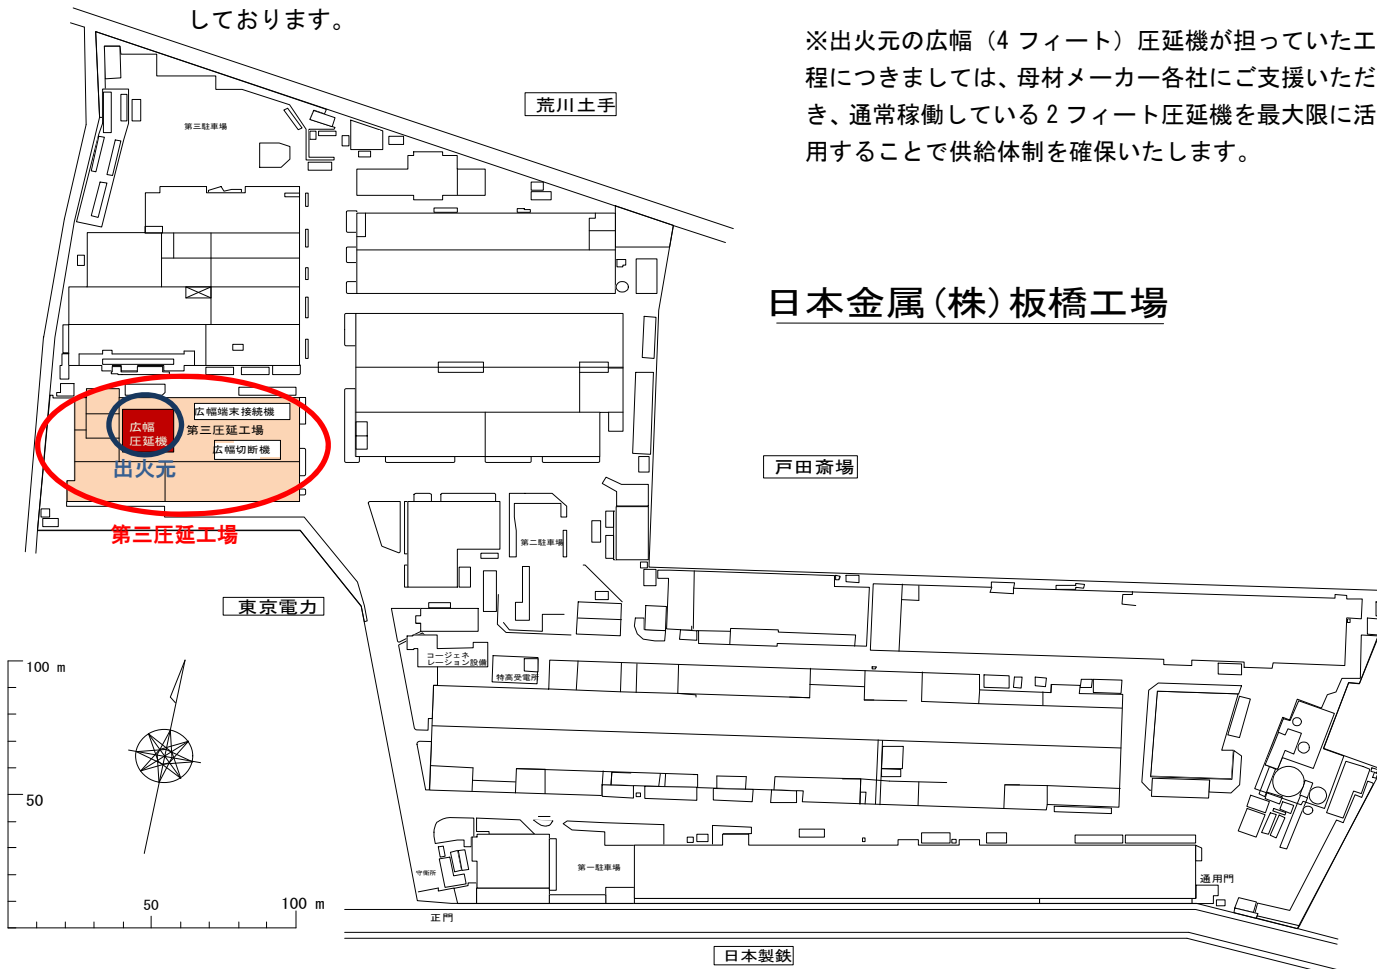 しております。
※出火元の広幅（4 フィート）圧延機が担っていた工
程につきましては、母材メーカー各社にご支援いただ
き、通常稼働している 2 フィート圧延機を最大限に活
用することで供給体制を確保いたします。
荒川土手
第三駐車場
日本金属(株)板橋工場
広幅端末接続機
広幅
圧延機
第三圧延工場
広幅切断機
出火元
戸田斎場
第三圧延工場
第二駐車場
東京電力
コージェネ
レーション設備
特高受電所
100 m
50
第一駐車場
守衛所
通用門
50
100 m
正門
日本製鉄